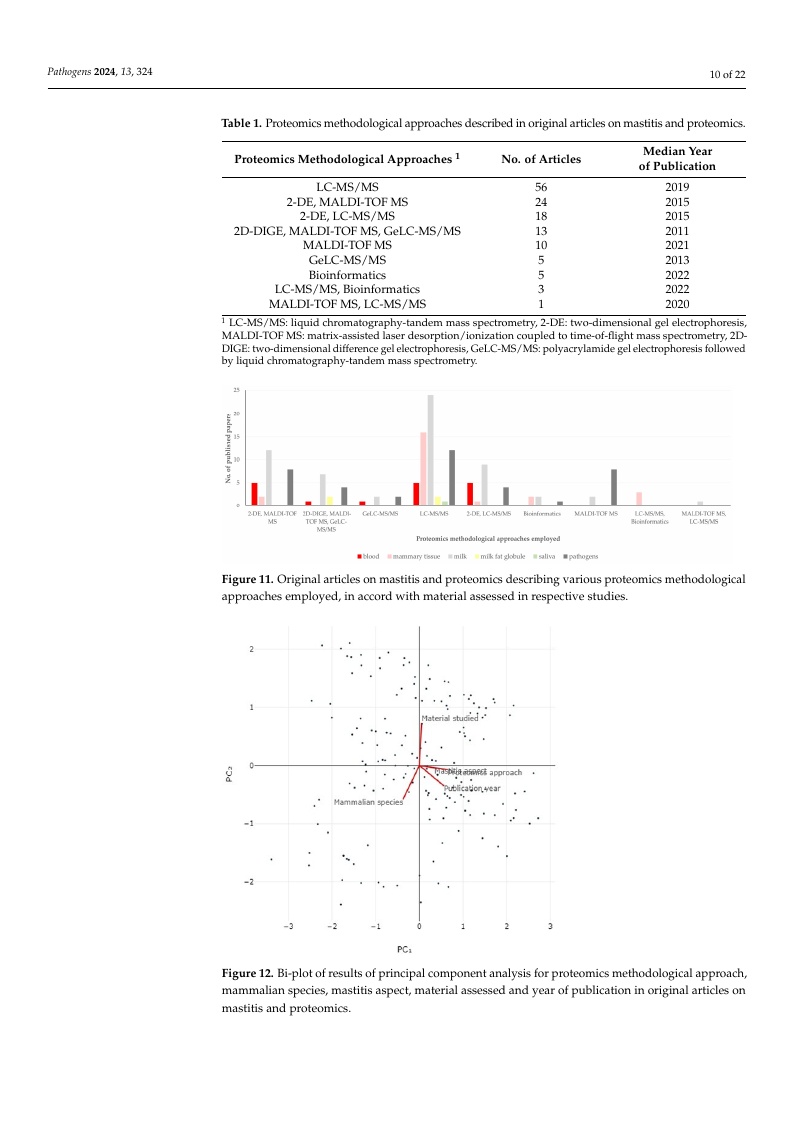 Pathogens 2024, 13, 324
10 of 22
Table 1. Proteomics methodological approaches described in original articles on mastitis and proteomics.
Proteomics Methodological Approaches 1 No. of Articles Median Year of Publication
LC-MS/MS 56 2019
2-DE, MALDI-TOF MS 24 2015
2-DE, LC-MS/MS 18 2015
2D-DIGE, MALDI-TOF MS, GeLC-MS/MS 13 2011
MALDI-TOF MS 10 2021
GeLC-MS/MS 5 2013
Bioinformatics 5 2022
LC-MS/MS, Bioinformatics 3 2022
MALDI-TOF MS, LC-MS/MS 1 2020
1 LC-MS/MS: liquid chromatography-tandem mass spectrometry, 2-DE: two-dimensional gel electrophoresis,
MALDI-TOF MS: matrix-assisted laser desorption/ionization coupled to time-of-flight mass spectrometry, 2D-
DIGE: two-dimensional difference gel electrophoresis, GeLC-MS/MS: polyacrylamide gel electrophoresis followed
by liquid chromatography-tandem mass spectrometry.
No. of published papers
25
20
15
10
5
0
2-DE, MALDI-TOF MS
2D-DIGE, MALDI-TOF MS, GeLC-MS/MS
GeLC-MS/MS
LC-MS/MS
2-DE, LC-MS/MS
Bioinformatics
MALDI-TOF MS
LC-MS/MS, Bioinformatics
MALDI-TOF MS, LC-MS/MS
Proteomics methodological approaches employed
blood mammary tissue milk milk fat globule saliva pathogens
Figure 11. Original articles on mastitis and proteomics describing various proteomics methodological
approaches employed, in accord with material assessed in respective studies.
PC2
2
1
0
−1
−2
Material studied
Mastitis aspect
Proteomics approach
Publication year
Mammalian species
−3 −2 −1 0 1 2 3
PC1
Figure 12. Bi-plot of results of principal component analysis for proteomics methodological approach,
mammalian species, mastitis aspect, material assessed and year of publication in original articles on
mastitis and proteomics.